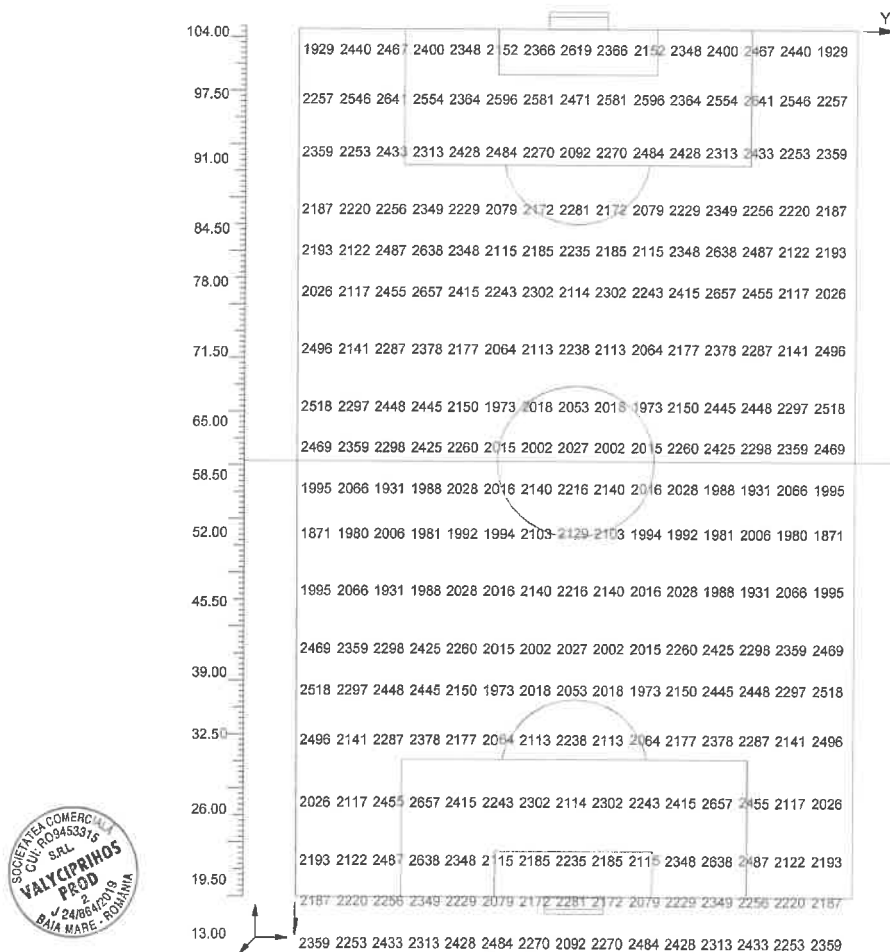 Y
104.00
1929 2440 2467 2400 2348 2152 2366 2619 2366 2152 2348 2400 2467 2440 1929
97.50
2257 2546 2641 2554 2364 2596 2581 2471 2581 2596 2364 2554 2641 2546 2257
91.00
2359 2253 2433 2313 2428 2484 2270 2092 2270 2484 2428 2313 2433 2253 2359
2187 2220 2256 2349 2229 2079 2172 2281 2172 2079 2229 2349 2256 2220 2187
84.50
2193 2122 2487 2638 2348 2115 2185 2235 2185 2115 2348 2638 2487 2122 2193
78.00
2026 2117 2455 2657 2415 2243 2302 2114 2302 2243 2415 2657 2455 2117 2026
71.50
2496 2141 2287 2378 2177 2064 2113 2238 2113 2064 2177 2378 2287 2141 2496
2518 2297 2448 2445 2150 1973 2018 2053 2018 1973 2150 2445 2448 2297 2518
65.00
2469 2359 2298 2425 2260 2015 2002 2027 2002 2015 2260 2425 2298 2359 2469
58.50
1995 2066 1931 1988 2028 2016 2140 2216 2140 2016 2028 1988 1931 2066 1995
52.00
1871 1980 2006 1981 1992 1994 2103 2129 2103 1994 1992 1981 2006 1980 1871
1995 2066 1931 1988 2028 2016 2140 2216 2140 2016 2028 1988 1931 2066 1995
45.50
2469 2359 2298 2425 2260 2015 2002 2027 2002 2015 2260 2425 2298 2359 2469
39.00
2518 2297 2448 2445 2150 1973 2018 2053 2018 1973 2150 2445 2448 2297 2518
32.50
2496 2141 2287 2378 2177 2064 2113 2238 2113 2064 2177 2378 2287 2141 2496
26.00
2026 2117 2455 2657 2415 2243 2302 2114 2302 2243 2415 2657 2455 2117 2026
2193 2122 2487 2638 2348 2115 2185 2235 2185 2115 2348 2638 2487 2122 2193
19.50
2187 2220 2256 2349 2229 2079 2172 2281 2172 2079 2229 2349 2256 2220 2187
13.00
2359 2253 2433 2313 2428 2484 2270 2092 2270 2484 2428 2313 2433 2253 2359
SOCIETATEA COMERCIALA
CUI: RO9453315
S.R.L.
VALYCIPRIHOS
PROD
2
J 24/864/2019
BAIA MARE - ROMÂNIA